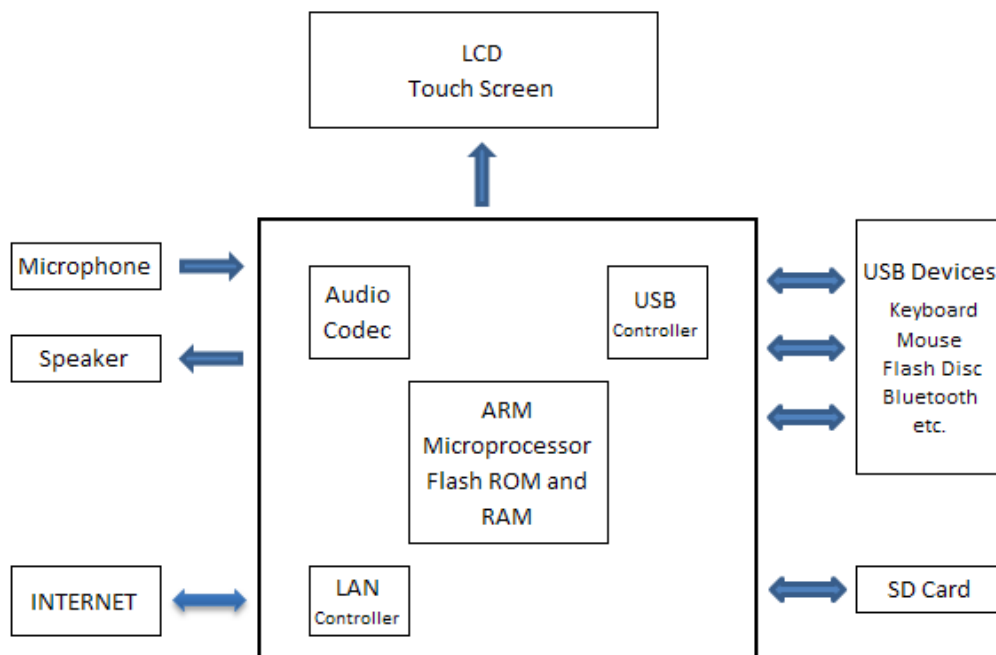 LCD
Touch Screen
Microphone
Speaker
Audio
Codec
USB
Controller
USB Devices
Keyboard
Mouse
Flash Disc
Bluetooth
etc.
ARM
Microprocessor
Flash ROM and
RAM
INTERNET
LAN
Controller
SD Card